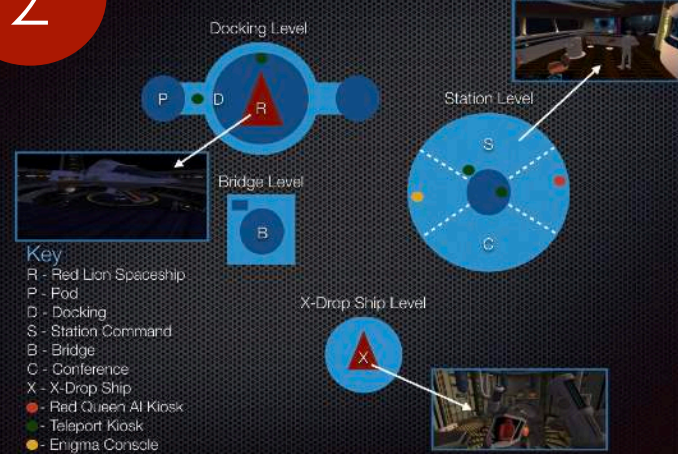 2
Docking Level
P
D
R
Station Level
S
C
Bridge Level
B
Key
R - Red Lion Spaceship
P - Pod
D - Docking
S - Station Command
B - Bridge
C - Conference
X - X-Drop Ship
- Red Queen AI Kiosk
- Teleport Kiosk
- Enigma Console
X-Drop Ship Level
X